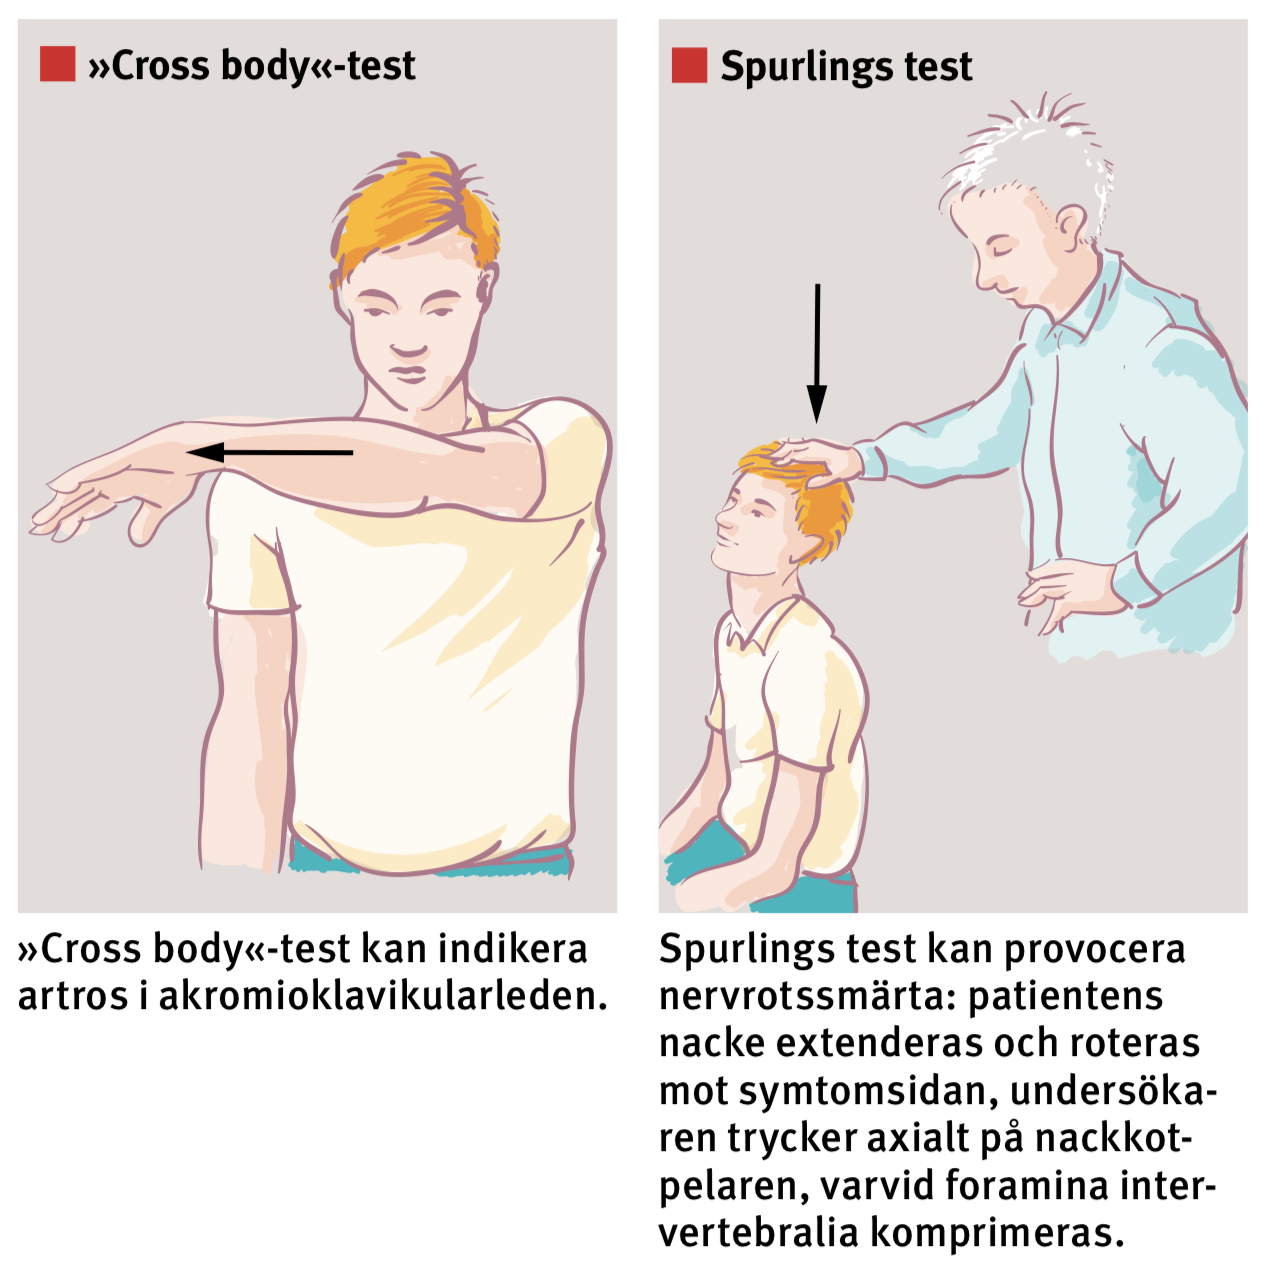 »Cross body«-test
»Cross body«-test kan indikera
artros i akromioklavikularleden.
Spurlings test
Spurlings test kan provocera
nervrotssmärta: patientens
nacke extenderas och roteras
mot symtomsidan, undersöka-
ren trycker axialt på nackkot-
pelaren, varvid foramina inter-
vertebralia komprimeras.